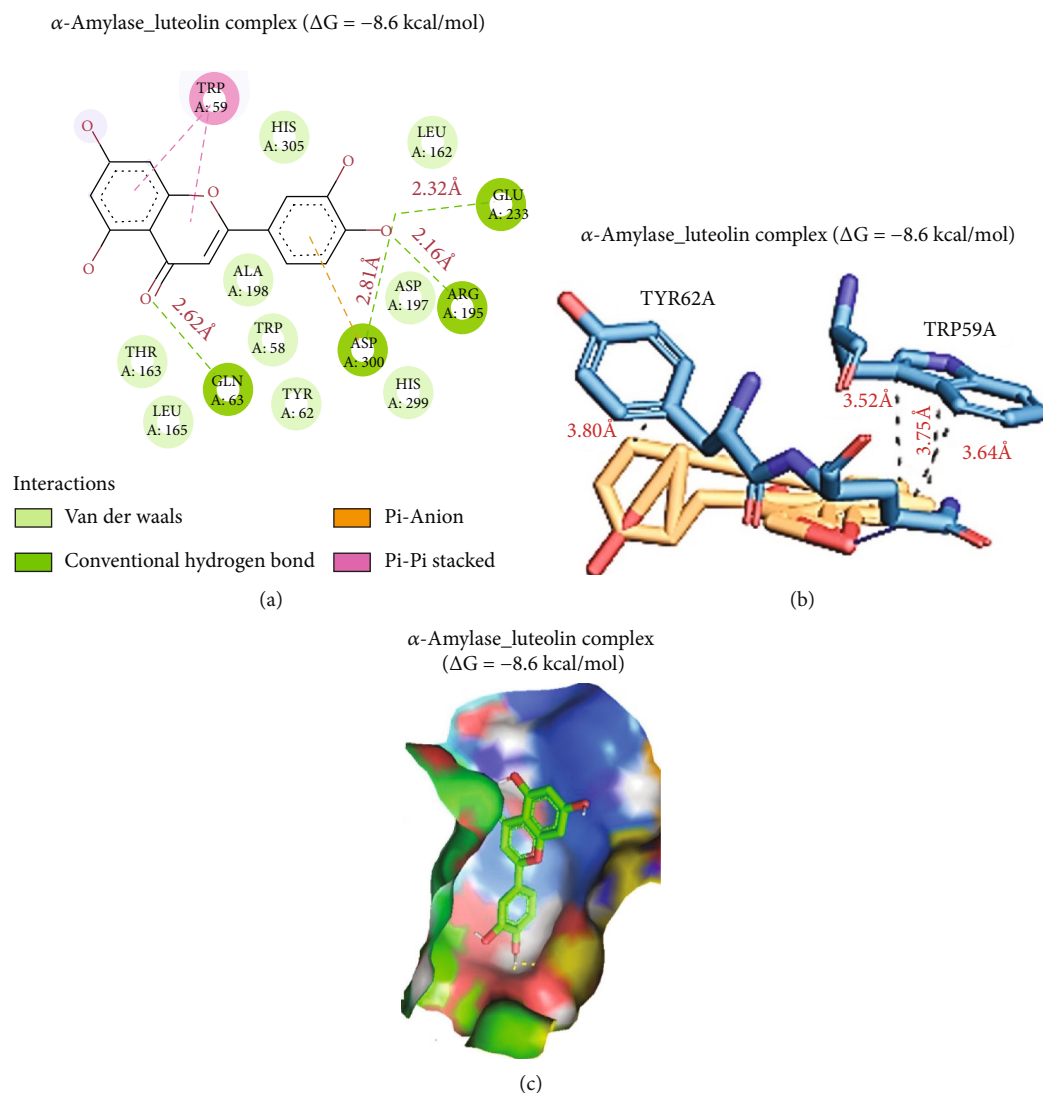 α-Amylase_luteolin complex (ΔG = −8.6 kcal/mol)
TRP
A: 59
HIS
A: 305
LEU
A: 162
GLU
A: 233
2.32Å
2.16Å
2.81Å
2.62Å
O
O
O
O
O
O
ALA
A: 198
ASP
A: 197
ARG
A: 195
TRP
A: 58
ASP
A: 300
THR
A: 163
GLN
A: 63
TYR
A: 62
HIS
A: 299
LEU
A: 165
Interactions
Van der waals
Conventional hydrogen bond
Pi-Anion
Pi-Pi stacked
(a)
α-Amylase_luteolin complex (ΔG = −8.6 kcal/mol)
TYR62A
TRP59A
3.80Å
3.52Å
3.75Å
3.64Å
(b)
α-Amylase_luteolin complex
(ΔG = −8.6 kcal/mol)
(c)